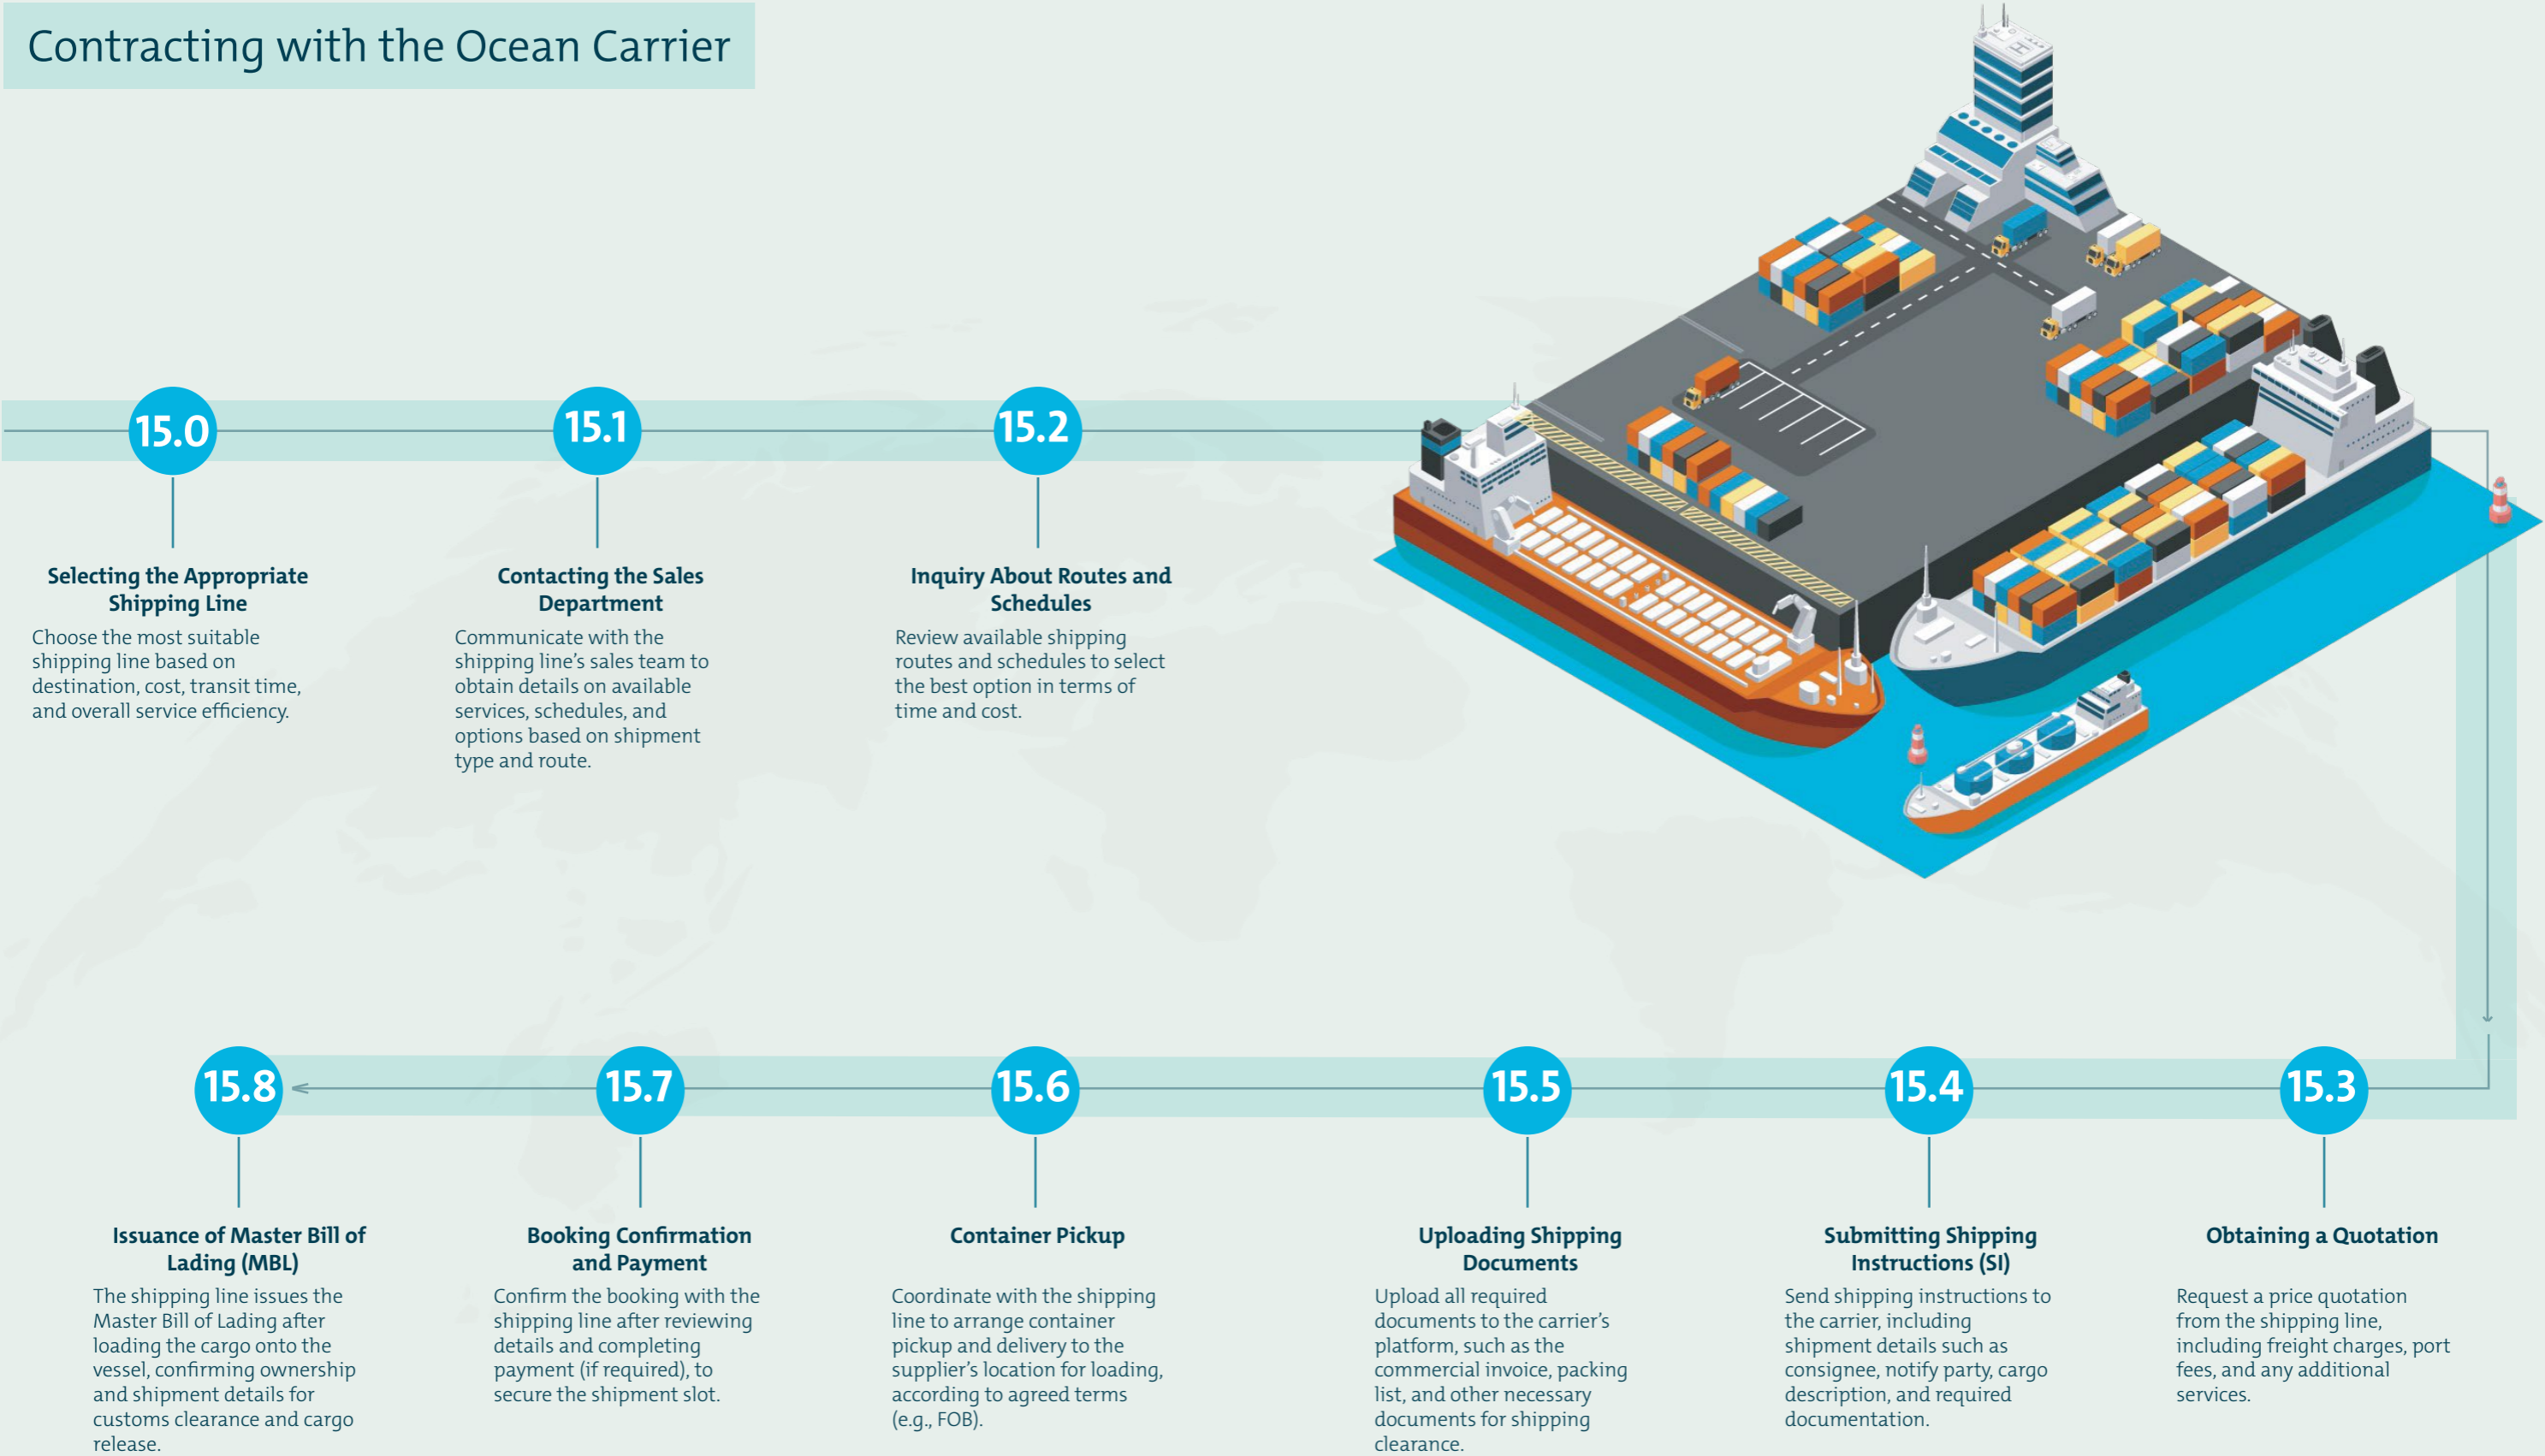 Contracting with the Ocean Carrier
15.0
Selecting the Appropriate
Shipping Line
Choose the most suitable
shipping line based on
destination, cost, transit time,
and overall service efficiency.
15.1
Contacting the Sales
Department
Communicate with the
shipping line’s sales team to
obtain details on available
services, schedules, and
options based on shipment
type and route.
15.2
Inquiry About Routes and
Schedules
Review available shipping
routes and schedules to select
the best option in terms of
time and cost.
15.3
Obtaining a Quotation
Request a price quotation
from the shipping line,
including freight charges, port
fees, and any additional
services.
15.4
Submitting Shipping
Instructions (SI)
Send shipping instructions to
the carrier, including
shipment details such as
consignee, notify party, cargo
description, and required
documentation.
15.5
Uploading Shipping
Documents
Upload all required
documents to the carrier’s
platform, such as the
commercial invoice, packing
list, and other necessary
documents for shipping
clearance.
15.6
Container Pickup
Coordinate with the shipping
line to arrange container
pickup and delivery to the
supplier’s location for loading,
according to agreed terms
(e.g., FOB).
15.7
Booking Confirmation
and Payment
Confirm the booking with the
shipping line after reviewing
details and completing
payment (if required), to
secure the shipment slot.
15.8
Issuance of Master Bill of
Lading (MBL)
The shipping line issues the
Master Bill of Lading after
loading the cargo onto the
vessel, confirming ownership
and shipment details for
customs clearance and cargo
release.